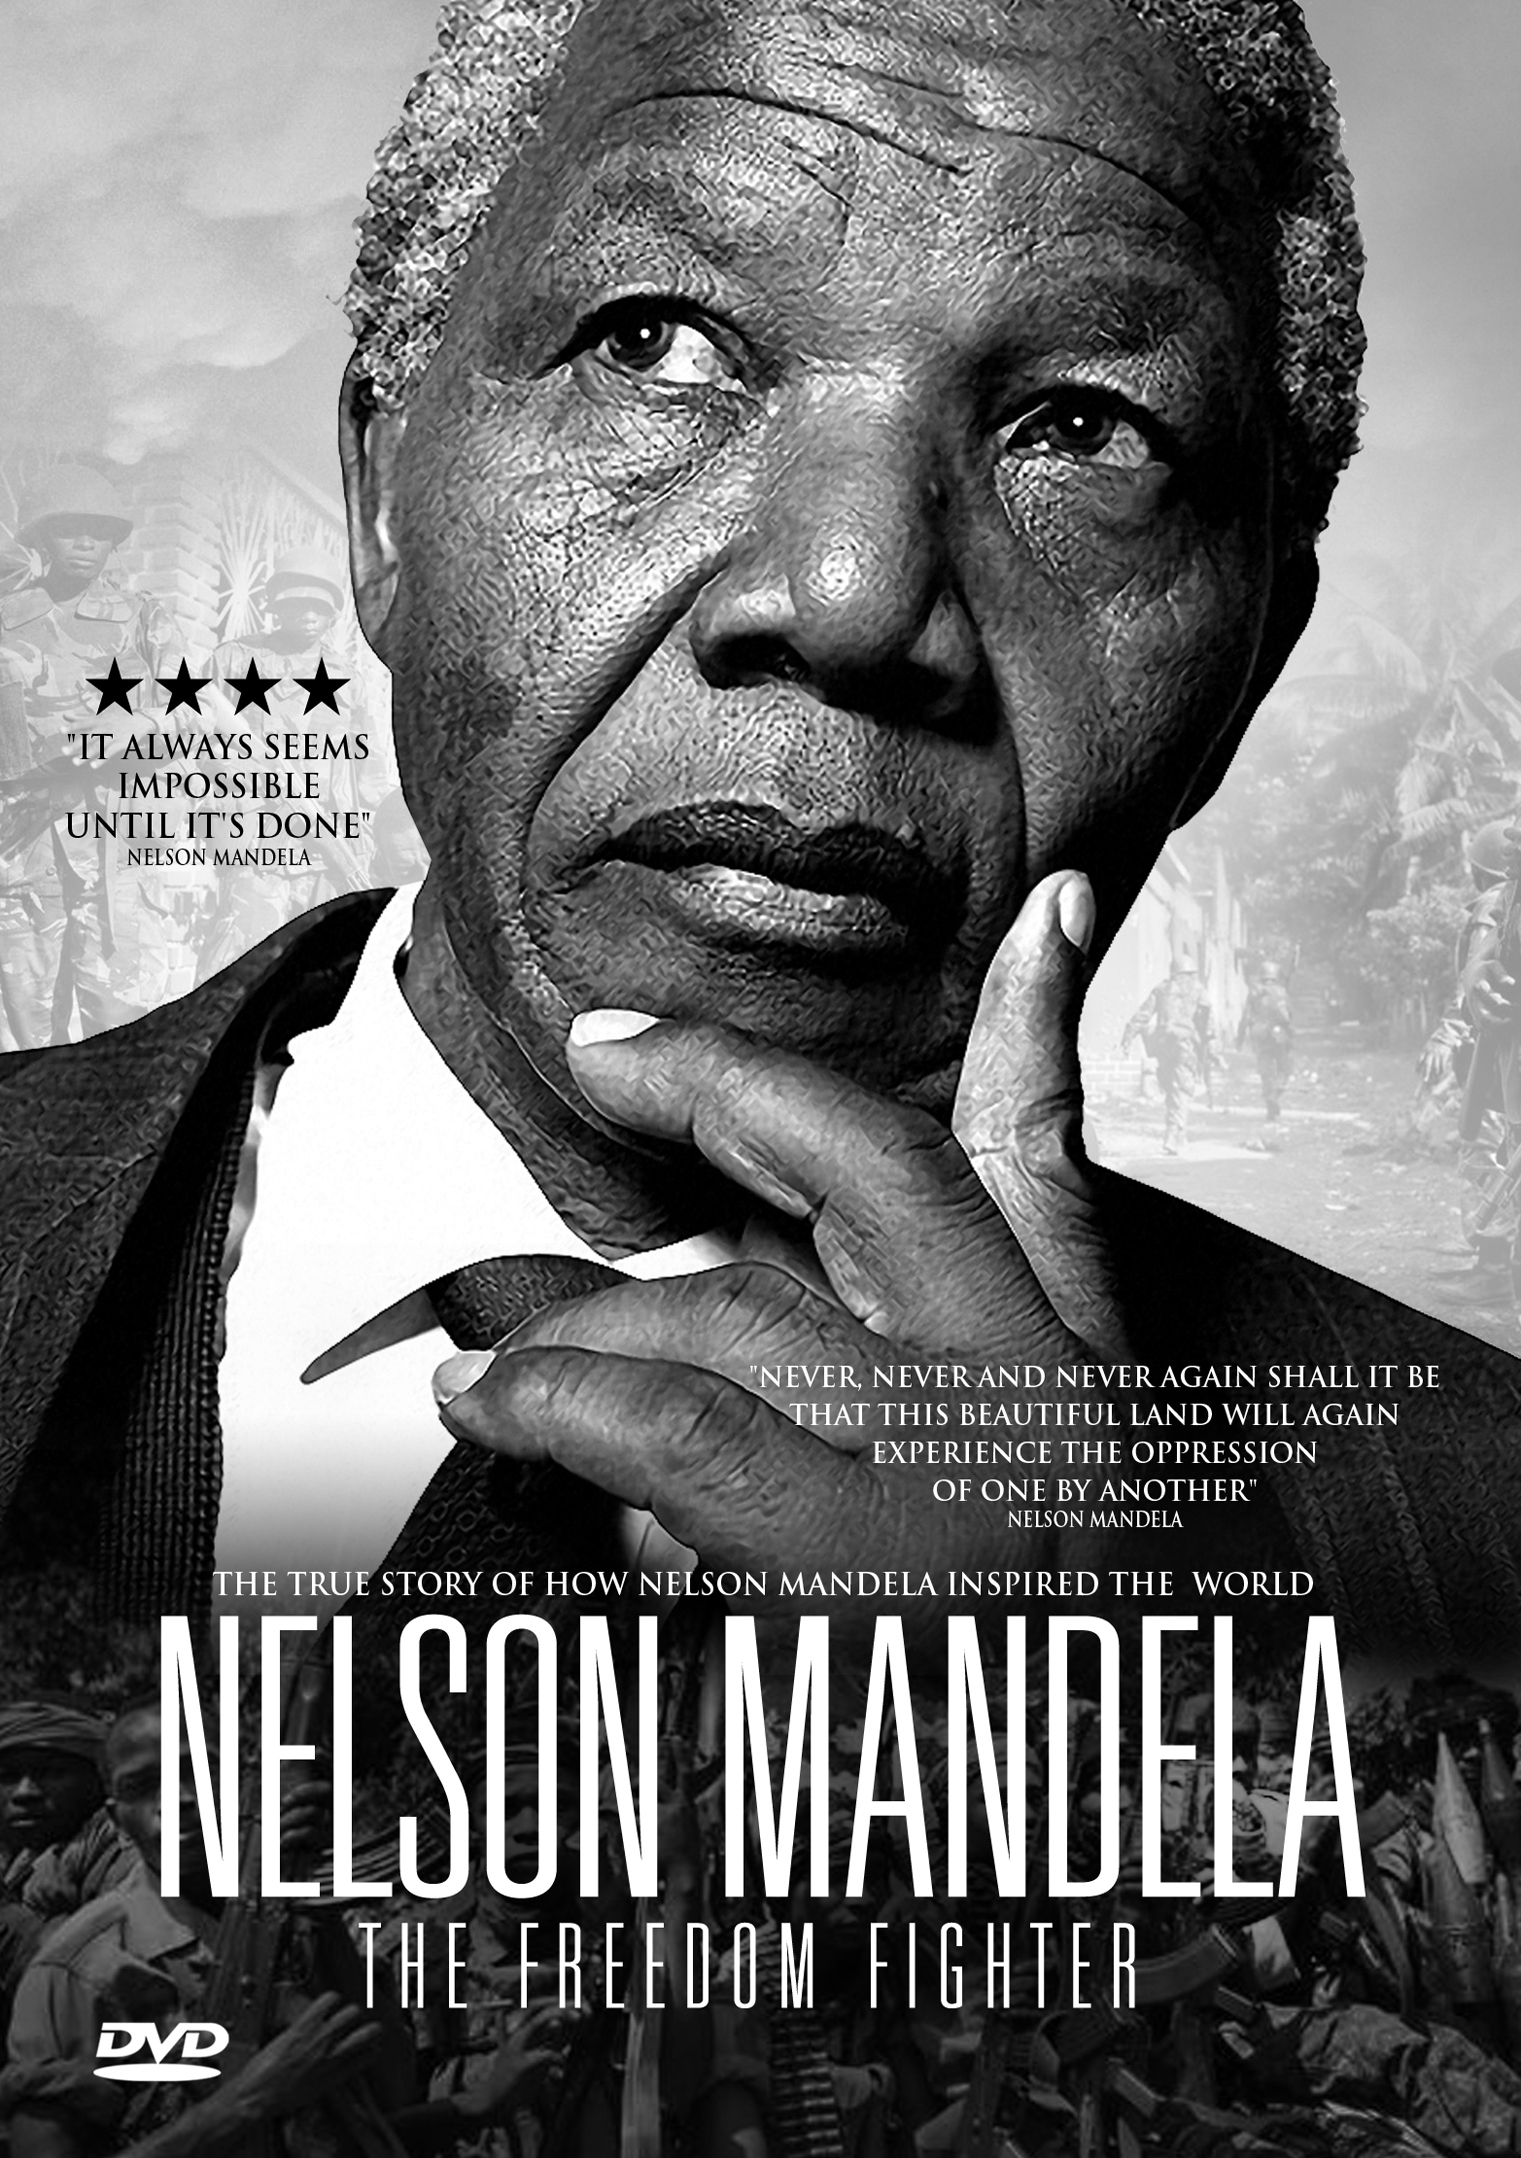 "IT ALWAYS SEEMS
IMPOSSIBLE
UNTIL IT'S DONE"
NELSON MANDELA
"NEVER, NEVER AND NEVER AGAIN SHALL IT BE
THAT THIS BEAUTIFUL LAND WILL AGAIN
EXPERIENCE THE OPPRESSION
OF ONE BY ANOTHER"
NELSON MANDELA
THE TRUE STORY OF HOW NELSON MANDELA INSPIRED THE WORLD
NELSON MANDELA
THE FREEDOM FIGHTER
DVD